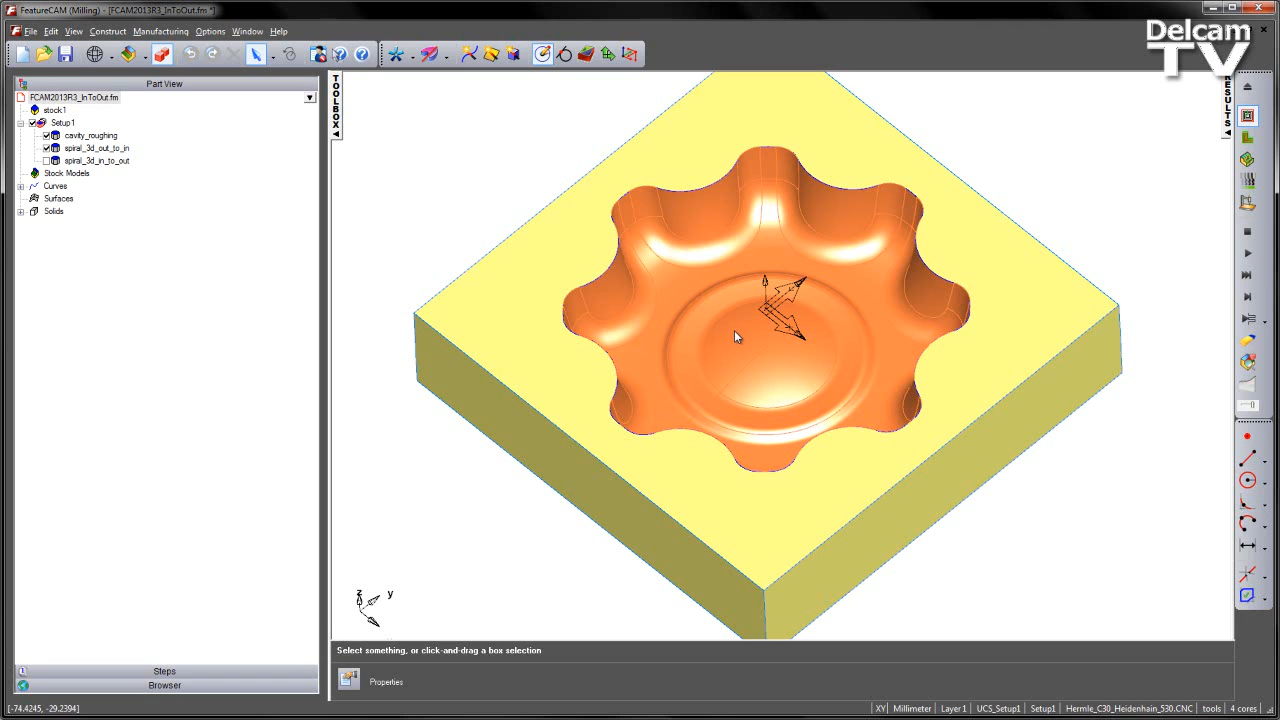 FeatureCAM (Milling) - [FCAM2013R3_InToOut.fm *]
File Edit View Construct Manufacturing Options Window Help
Delcam
TV
Part View
TOOLBOX
RESULTS
FCAM2013R3_InToOut.fm
stock1
Setup1
cavity_roughing
spiral_3d_out_to_in
spiral_3d_in_to_out
Stock Models
Curves
Surfaces
Solids
z
y
Select something, or click-and-drag a box selection
Steps
Properties
Browser
[-74.4245, -29.2394] XY Millimeter Layer1 UCS_Setup1 Setup1 Hermle_C30_Heidenhain_530.CNC tools 4 cores